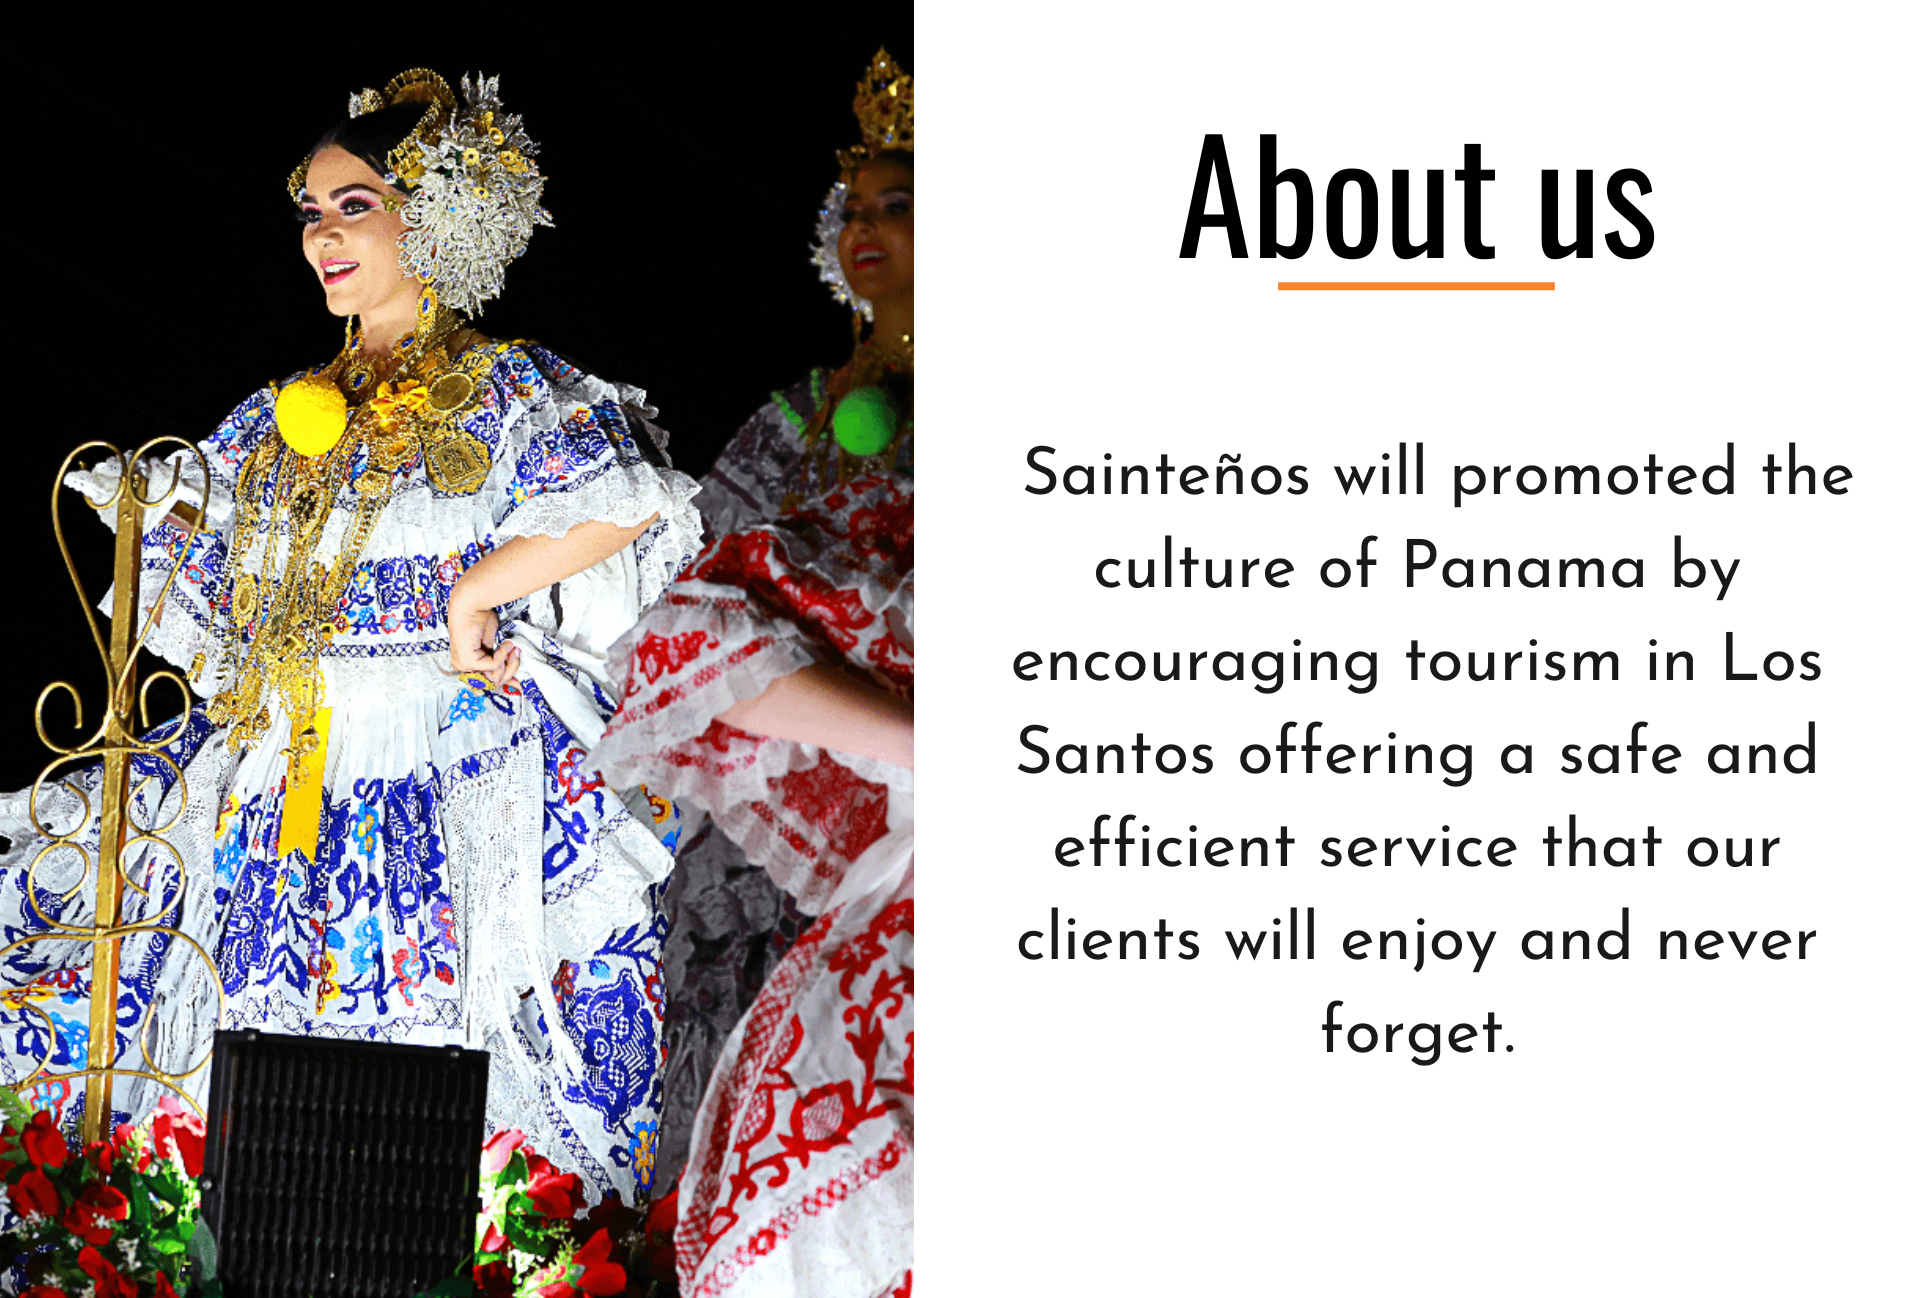 About us
Sainteños will promoted the
culture of Panama by
encouraging tourism in Los
Santos offering a safe and
efficient service that our
clients will enjoy and never
forget.